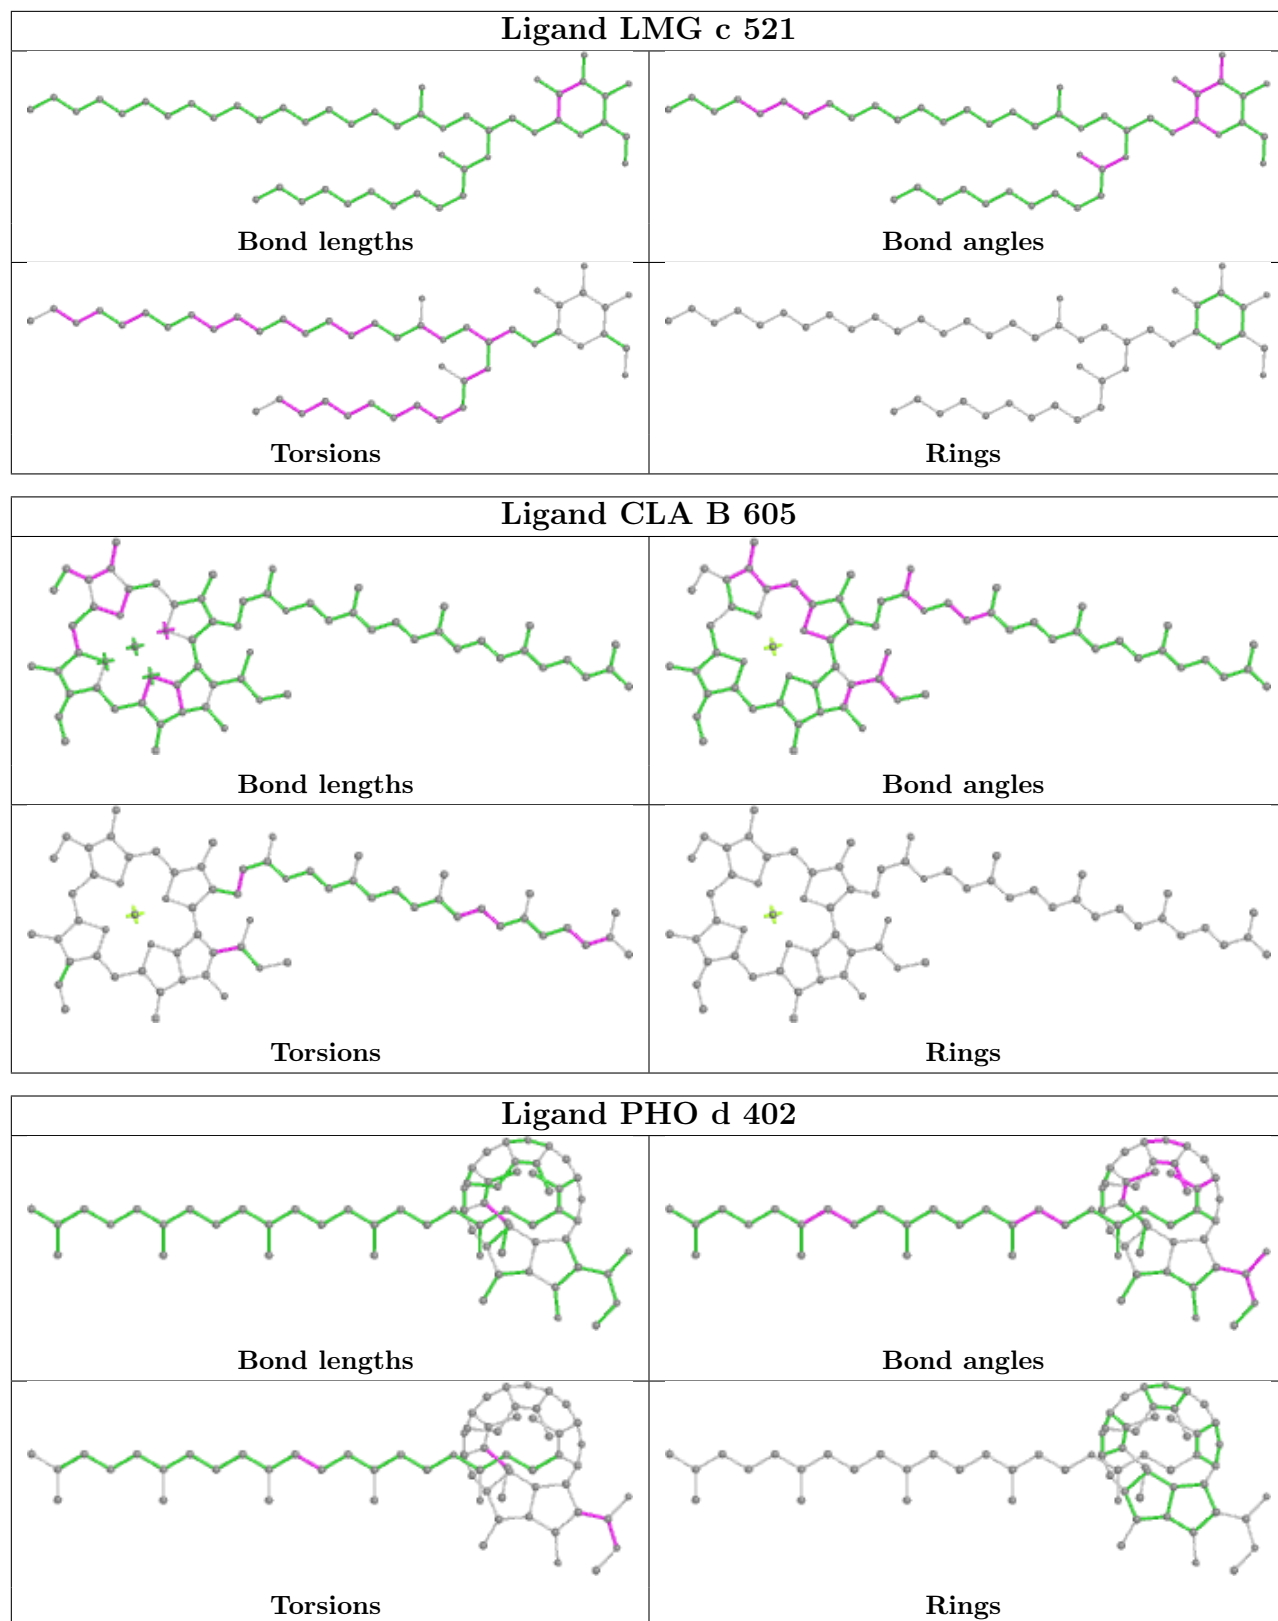 Ligand LMG c 521
Bond lengths
Bond angles
Torsions
Rings
Ligand CLA B 605
Bond lengths
Bond angles
Torsions
Rings
Ligand PHO d 402
Bond lengths
Bond angles
Torsions
Rings